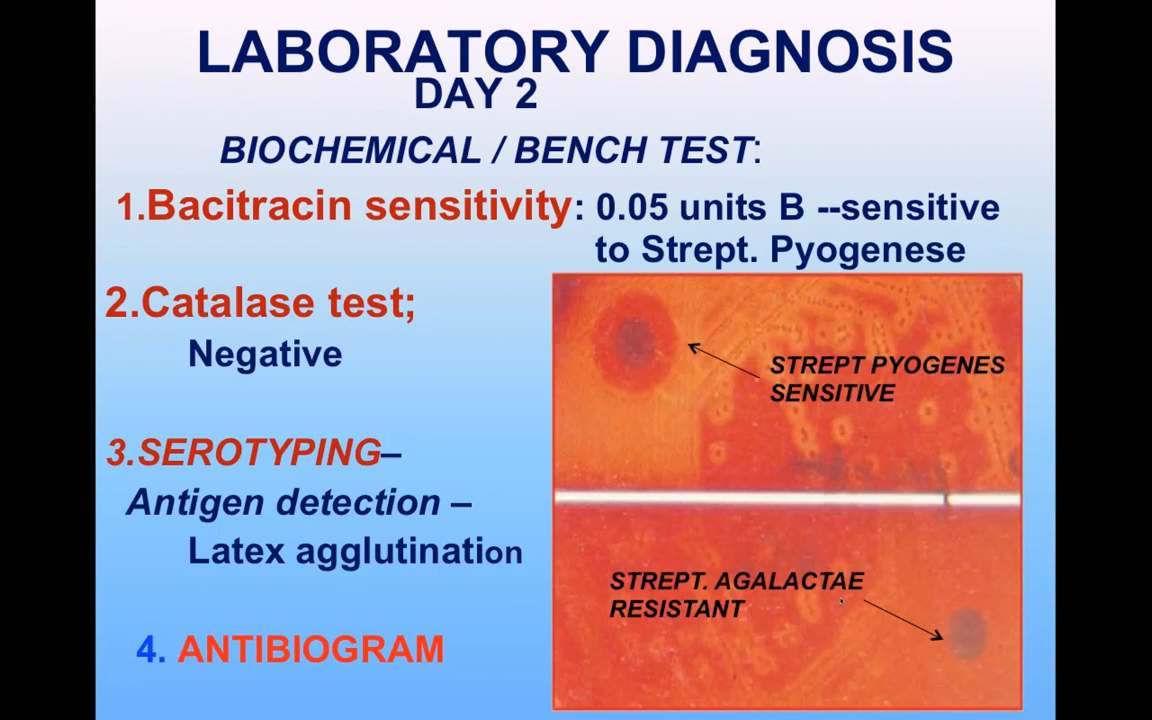 LABORATORY DIAGNOSIS
DAY 2
BIOCHEMICAL / BENCH TEST:
1.Bacitracin sensitivity: 0.05 units B --sensitive
to Strept. Pyogenese
2.Catalase test;
Negative
STREPT PYOGENES
SENSITIVE
3.SEROTYPING–
Antigen detection –
Latex agglutination
STREPT. AGALACTAE
RESISTANT
4. ANTIBIOGRAM